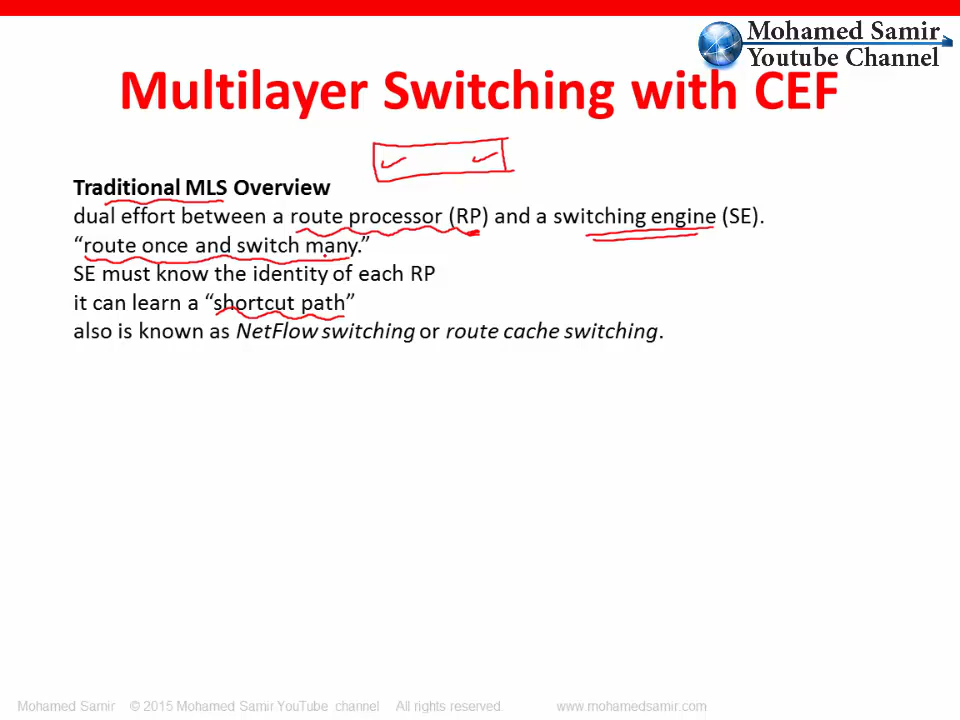 Mohamed Samir
Youtube Channel
Multilayer Switching with CEF
Traditional MLS Overview
dual effort between a route processor (RP) and a switching engine (SE).
“route once and switch many.”
SE must know the identity of each RP
it can learn a “shortcut path”
also is known as NetFlow switching or route cache switching.
Mohamed Samir © 2015 Mohamed Samir YouTube channel All rights reserved. www.mohamedsamir.com